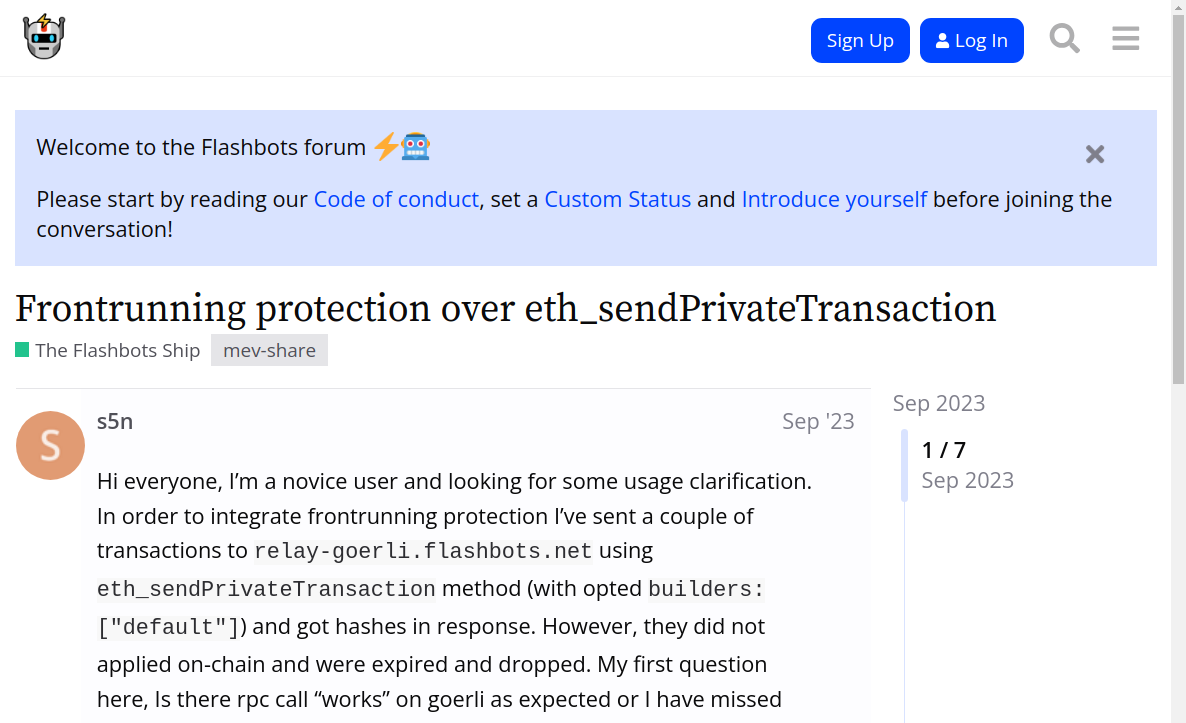 Sign Up
Log In
Welcome to the Flashbots forum
Please start by reading our Code of conduct, set a Custom Status and Introduce yourself before joining the
conversation!
Frontrunning protection over eth_sendPrivateTransaction
The Flashbots Ship mev-share
S
s5n
Sep '23
Hi everyone, I’m a novice user and looking for some usage clarification.
In order to integrate frontrunning protection I’ve sent a couple of
transactions to relay-goerli.flashbots.net using
eth_sendPrivateTransaction method (with opted builders:
["default"]) and got hashes in response. However, they did not
applied on-chain and were expired and dropped. My first question
here, Is there rpc call “works” on goerli as expected or I have missed
Sep 2023
1 / 7
Sep 2023